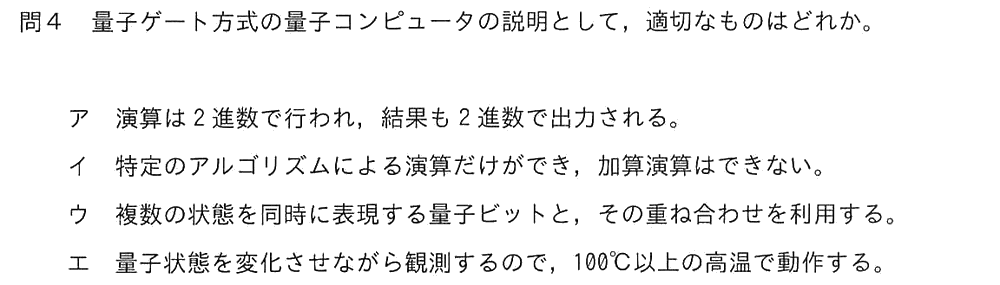 問4　量子ゲート方式の量子コンピュータの説明として，適切なものはどれか。
ア　演算は2進数で行われ，結果も2進数で出力される。
イ　特定のアルゴリズムによる演算だけができ，加算演算はできない。
ウ　複数の状態を同時に表現する量子ビットと，その重ね合わせを利用する。
エ　量子状態を変化させながら観測するので，100℃以上の高温で動作する。